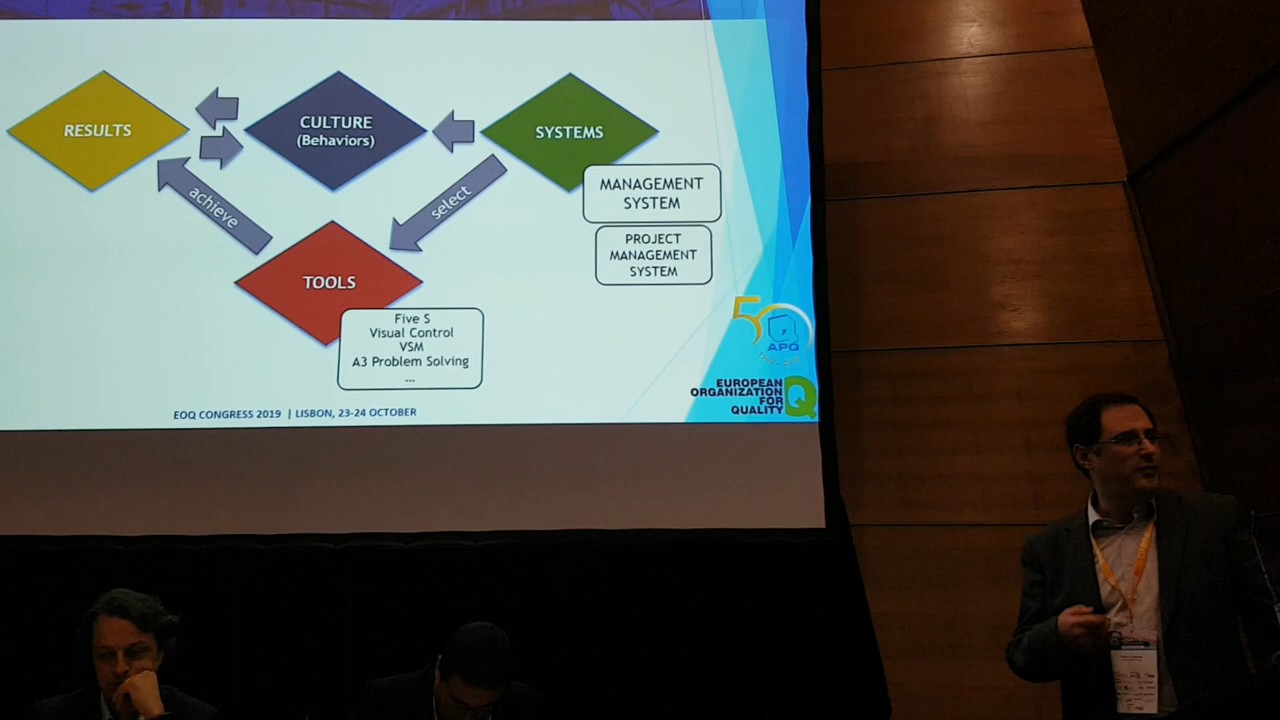 RESULTS
CULTURE
(Behaviors)
SYSTEMS
MANAGEMENT
SYSTEM
PROJECT
MANAGEMENT
SYSTEM
achieve
select
TOOLS
Five S
Visual Control
VSM
A3 Problem Solving
...
50
APQ
EUROPEAN
ORGANIZATION
FOR
QUALITY
Q
EOQ CONGRESS 2019 | LISBON, 23-24 OCTOBER